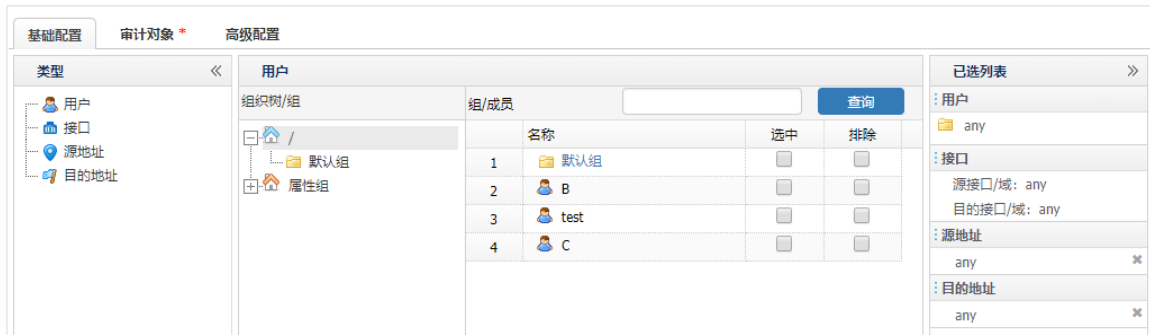 基础配置 审计对象 * 高级配置
类型
用户
接口
源地址
目的地址
用户
组织树/组
/
默认组
属性组
组/成员 查询
名称 选中 排除
1 默认组
2 B
3 test
4 C
已选列表
用户
any
接口
源接口/域: any
目的接口/域: any
源地址
any
目的地址
any